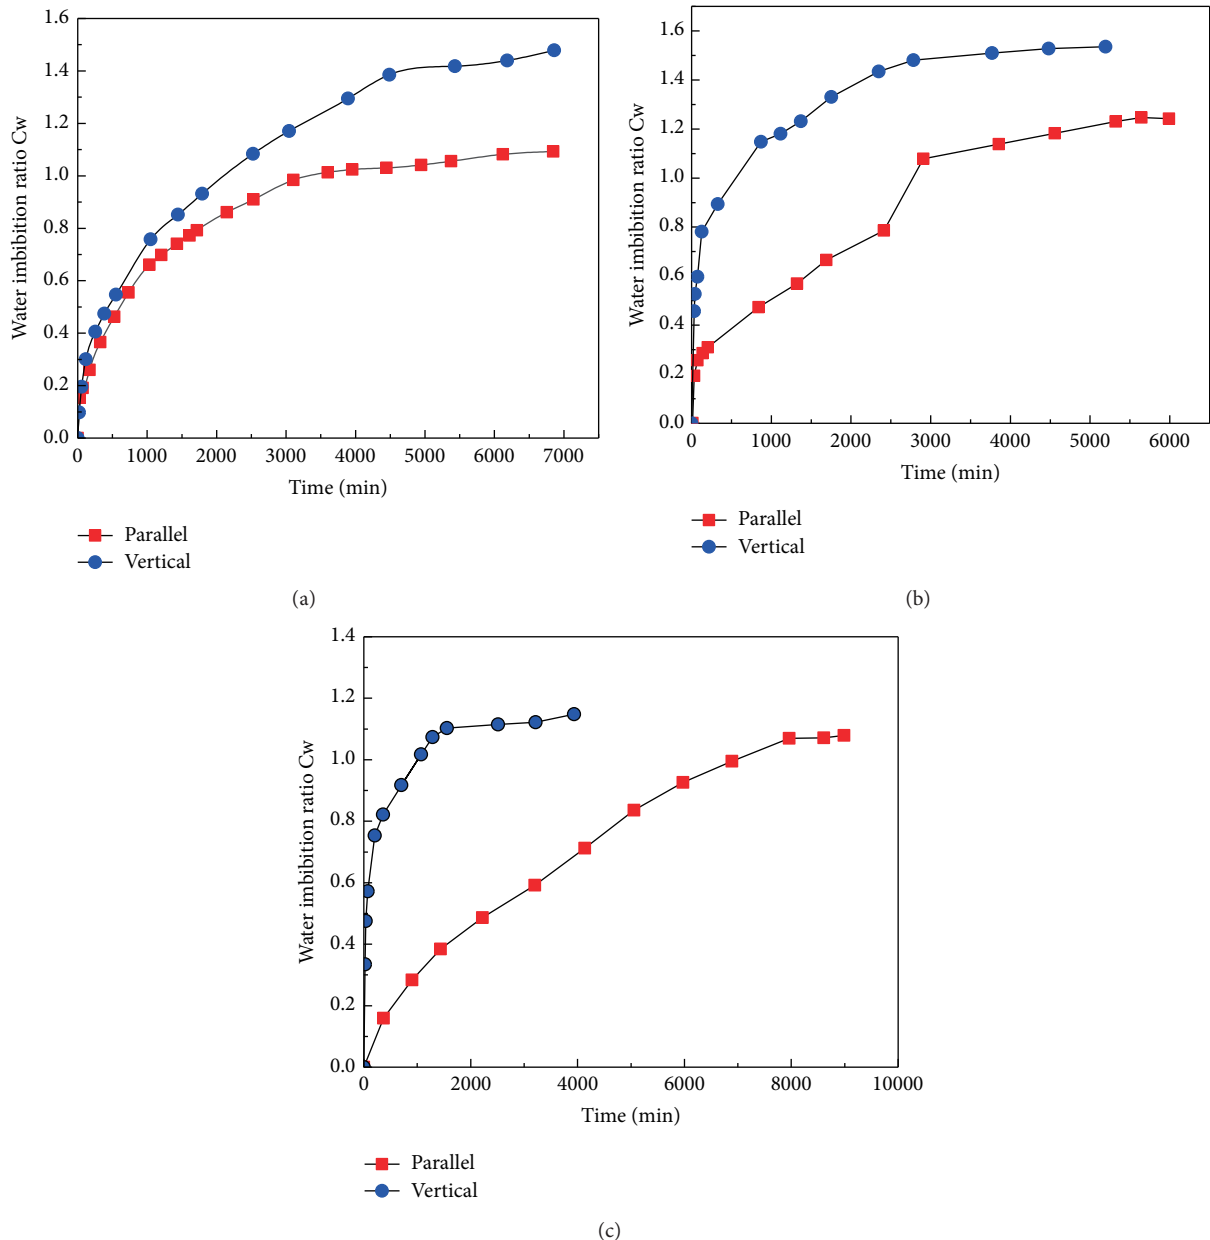 Water imbibition ratio Cw
1.6
1.4
1.2
1.0
0.8
0.6
0.4
0.2
0.0
0 1000 2000 3000 4000 5000 6000 7000
Time (min)
Parallel
Vertical
(a)
Water imbibition ratio Cw
1.6
1.4
1.2
1.0
0.8
0.6
0.4
0.2
0.0
0 1000 2000 3000 4000 5000 6000
Time (min)
Parallel
Vertical
(b)
Water imbibition ratio Cw
1.4
1.2
1.0
0.8
0.6
0.4
0.2
0.0
0 2000 4000 6000 8000 10000
Time (min)
Parallel
Vertical
(c)